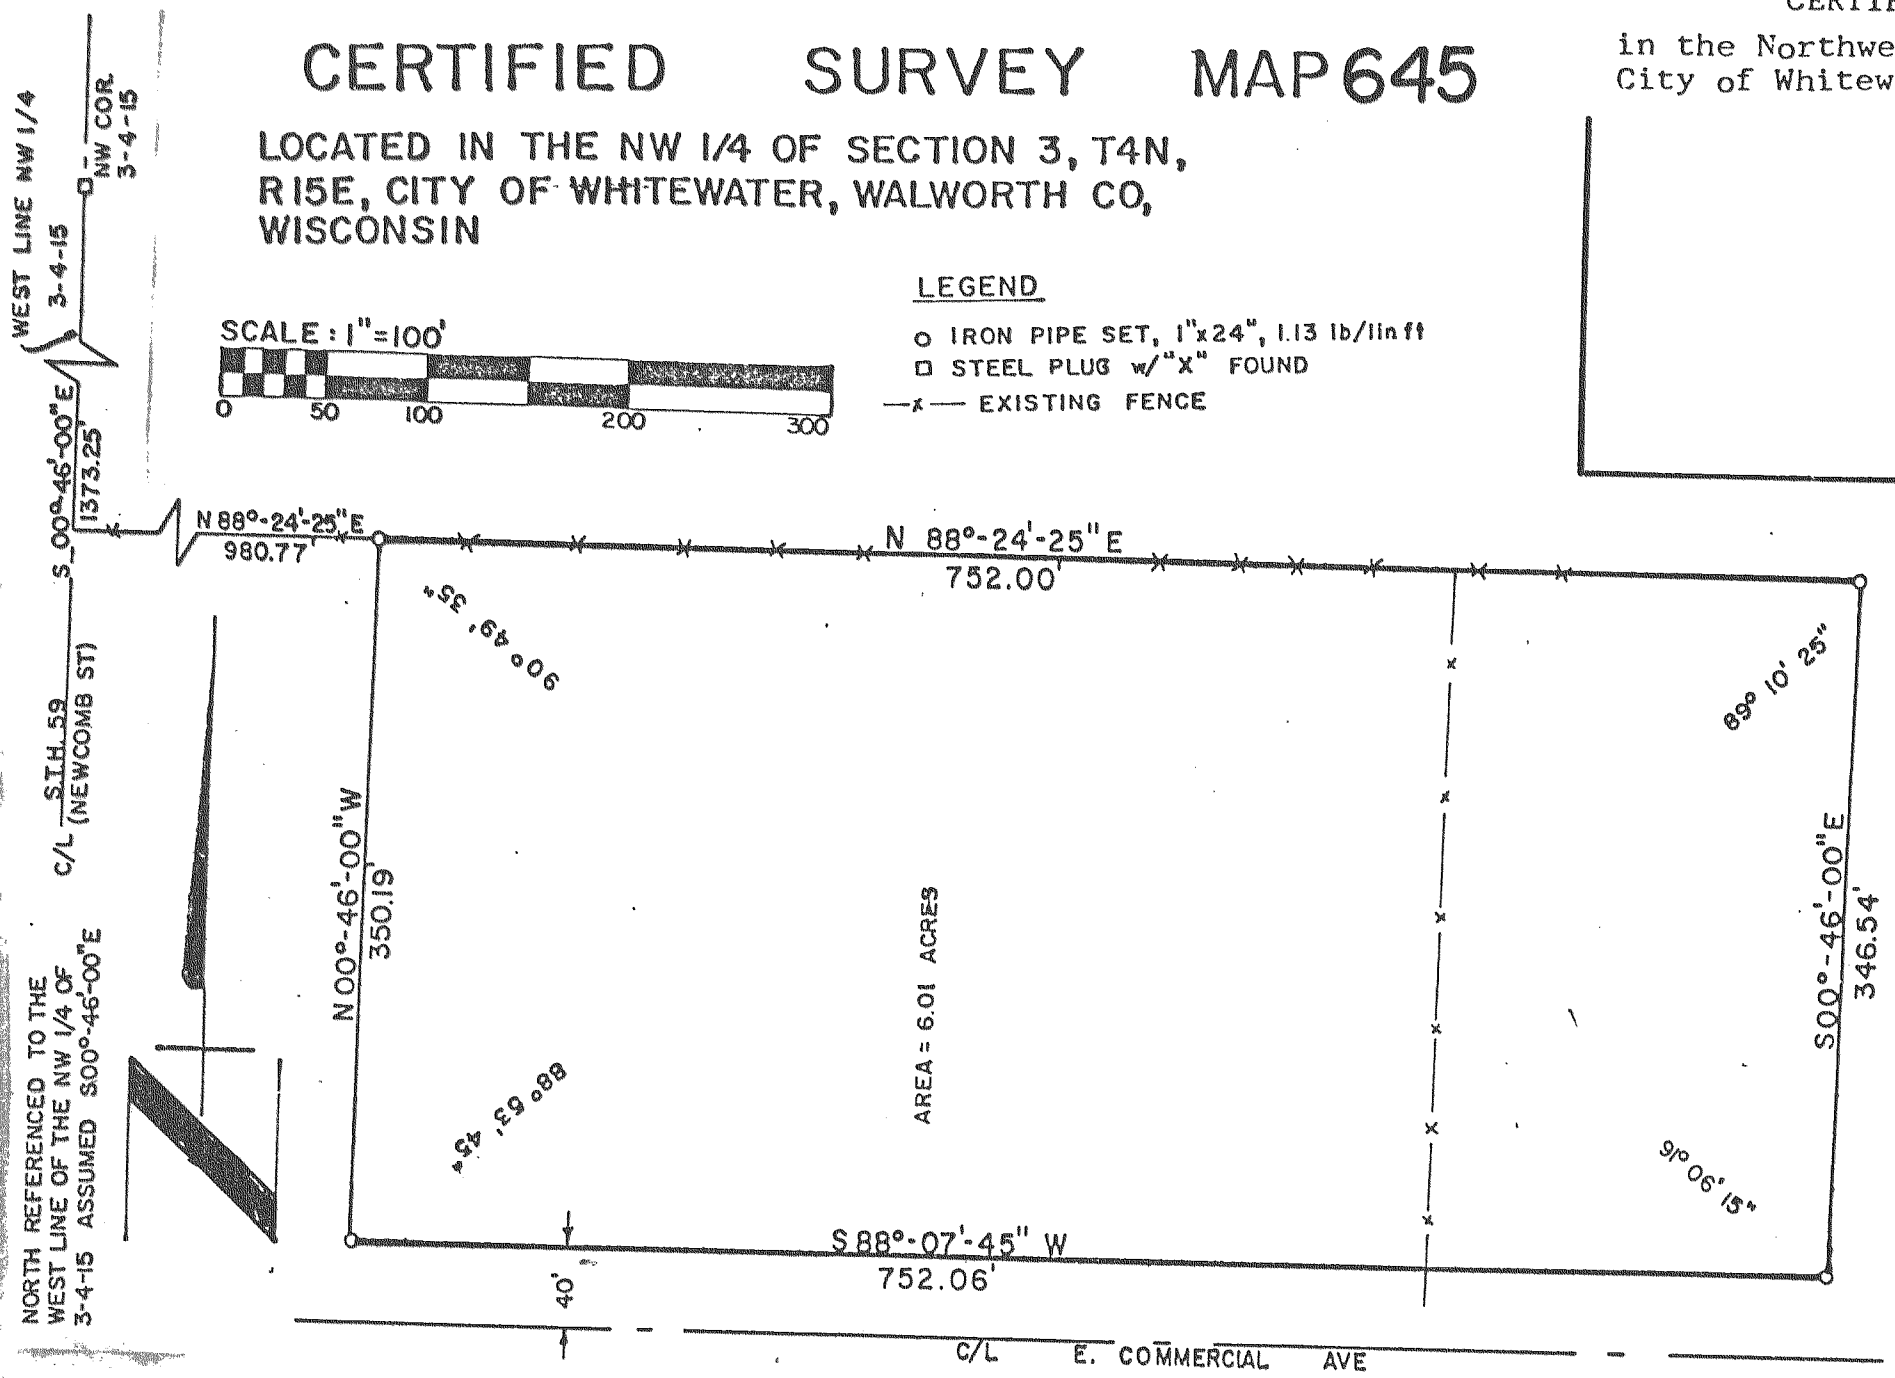 CERTIFIED SURVEY MAP 645
in the Northwe
City of Whitew
LOCATED IN THE NW 1/4 OF SECTION 3, T4N,
R15E, CITY OF WHITEWATER, WALWORTH CO,
WISCONSIN
WEST LINE NW 1/4
3-4-15
NW COR
3-4-15
SCALE : 1"=100'
0 50 100 200 300
LEGEND
IRON PIPE SET, 1"x24", 1.13 lb/lin ft
STEEL PLUG w/"X" FOUND
-x- EXISTING FENCE
S 00°-46'-00"E
1373.25'
N 88°-24'-25" E
980.77'
N 88°-24'-25" E
752.00'
90° 49' 35"
89° 10' 25"
C/L S.T.H. 59
(NEWCOMB ST)
N 00°-46'-00" W
350.19'
AREA = 6.01 ACRES
S00°-46'-00"E
346.54'
88° 53' 45"
91° 06' 15"
NORTH REFERENCED TO THE
WEST LINE OF THE NW 1/4 OF
3-4-15 ASSUMED S00°-46'-00"E
N
S 88°-07'-45" W
752.06'
40'
C/L E. COMMERCIAL AVE